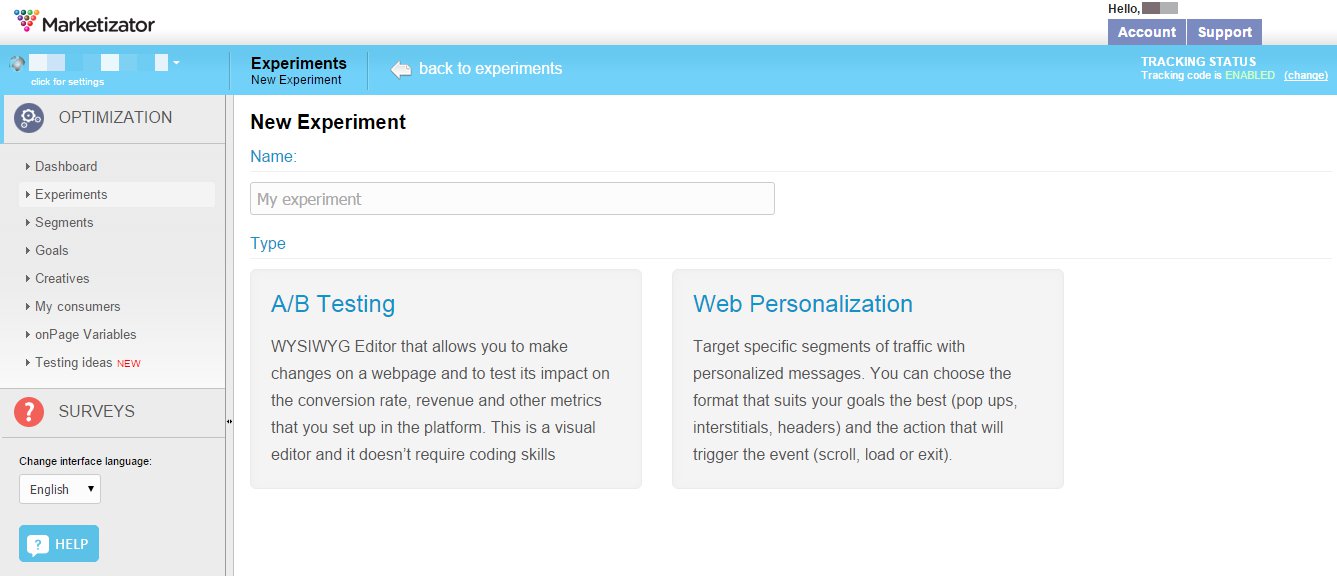 Marketizator
Hello,
Account
Support
click for settings
Experiments
New Experiment
back to experiments
TRACKING STATUS
Tracking code is ENABLED (change)
OPTIMIZATION
Dashboard
Experiments
Segments
Goals
Creatives
My consumers
onPage Variables
Testing ideas NEW
SURVEYS
Change interface language:
English
? HELP
New Experiment
Name:
My experiment
Type
A/B Testing
WYSIWYG Editor that allows you to make
changes on a webpage and to test its impact on
the conversion rate, revenue and other metrics
that you set up in the platform. This is a visual
editor and it doesn’t require coding skills
Web Personalization
Target specific segments of traffic with
personalized messages. You can choose the
format that suits your goals the best (pop ups,
interstitials, headers) and the action that will
trigger the event (scroll, load or exit).